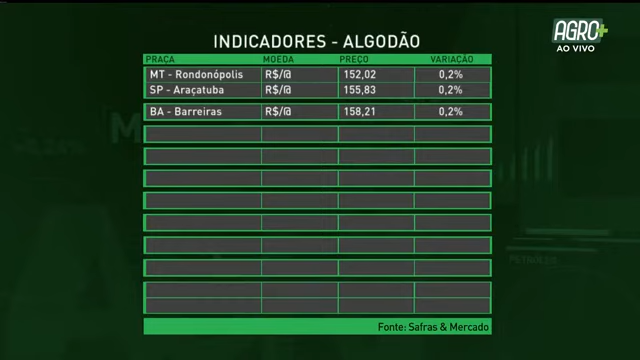 AGRO+
AO VIVO
INDICADORES - ALGODÃO
PRAÇA MOEDA PREÇO VARIAÇÃO
MT - Rondonópolis R$/@ 152,02 0,2%
SP - Araçatuba R$/@ 155,83 0,2%
BA - Barreiras R$/@ 158,21 0,2%
PETRÓLEO
Fonte: Safras & Mercado